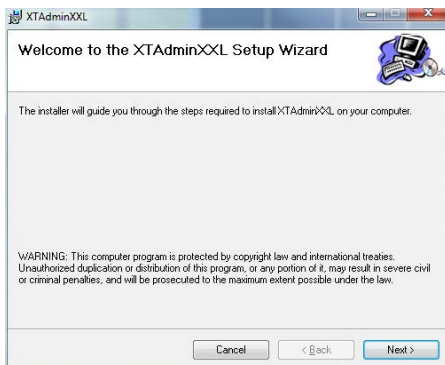 XTAdminXXL
Welcome to the XTAdminXXL Setup Wizard
The installer will guide you through the steps required to install XTAdminXXL on your computer.
WARNING: This computer program is protected by copyright law and international treaties.
Unauthorized duplication or distribution of this program, or any portion of it, may result in severe civil
or criminal penalties, and will be prosecuted to the maximum extent possible under the law.
Cancel
< Back
Next >